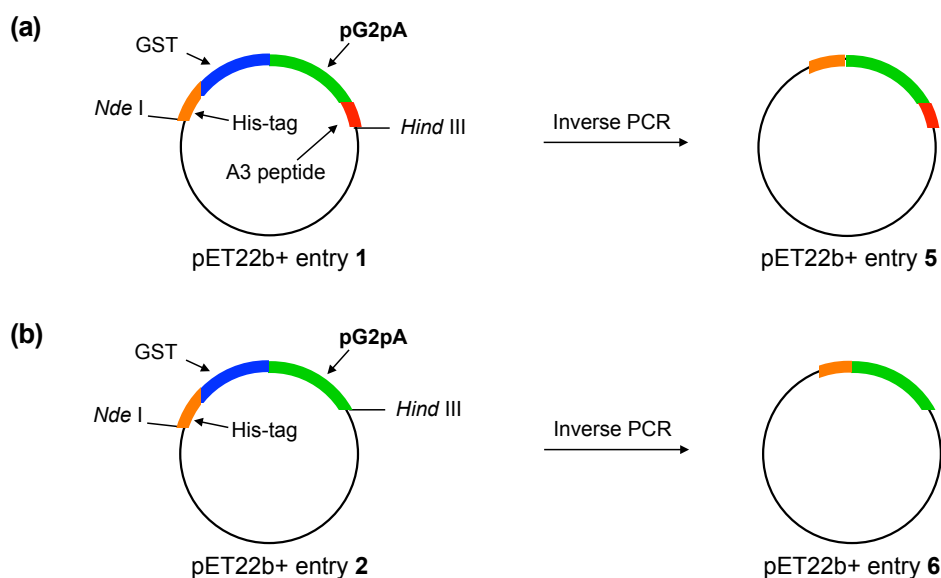 (a)
GST
pG2pA
Nde I
His-tag
Hind III
A3 peptide
Inverse PCR
pET22b+ entry 1
pET22b+ entry 5
(b)
GST
pG2pA
Nde I
His-tag
Hind III
Inverse PCR
pET22b+ entry 2
pET22b+ entry 6